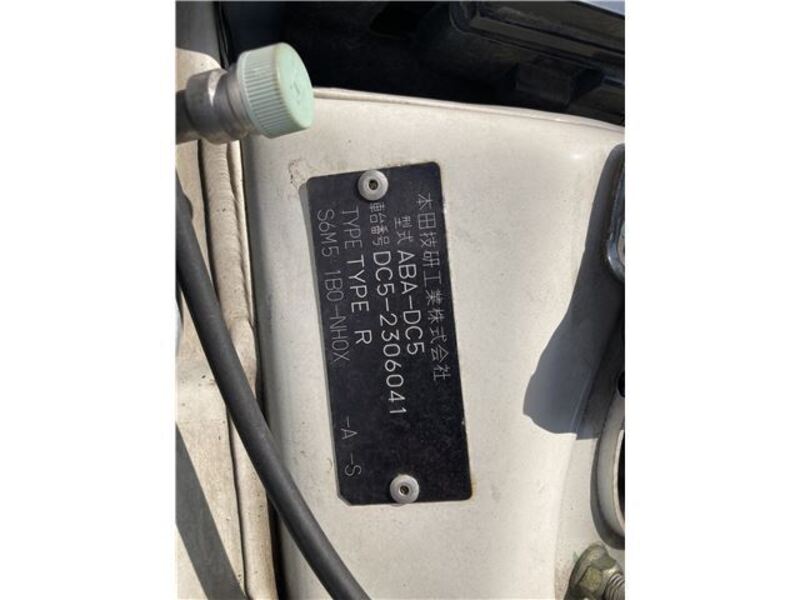 本田技研工業株式会社
型式 ABA-DC5
車台番号 DC5-2306041
TYPE TYPE R
S6M5 1B0-NH0X -A -S